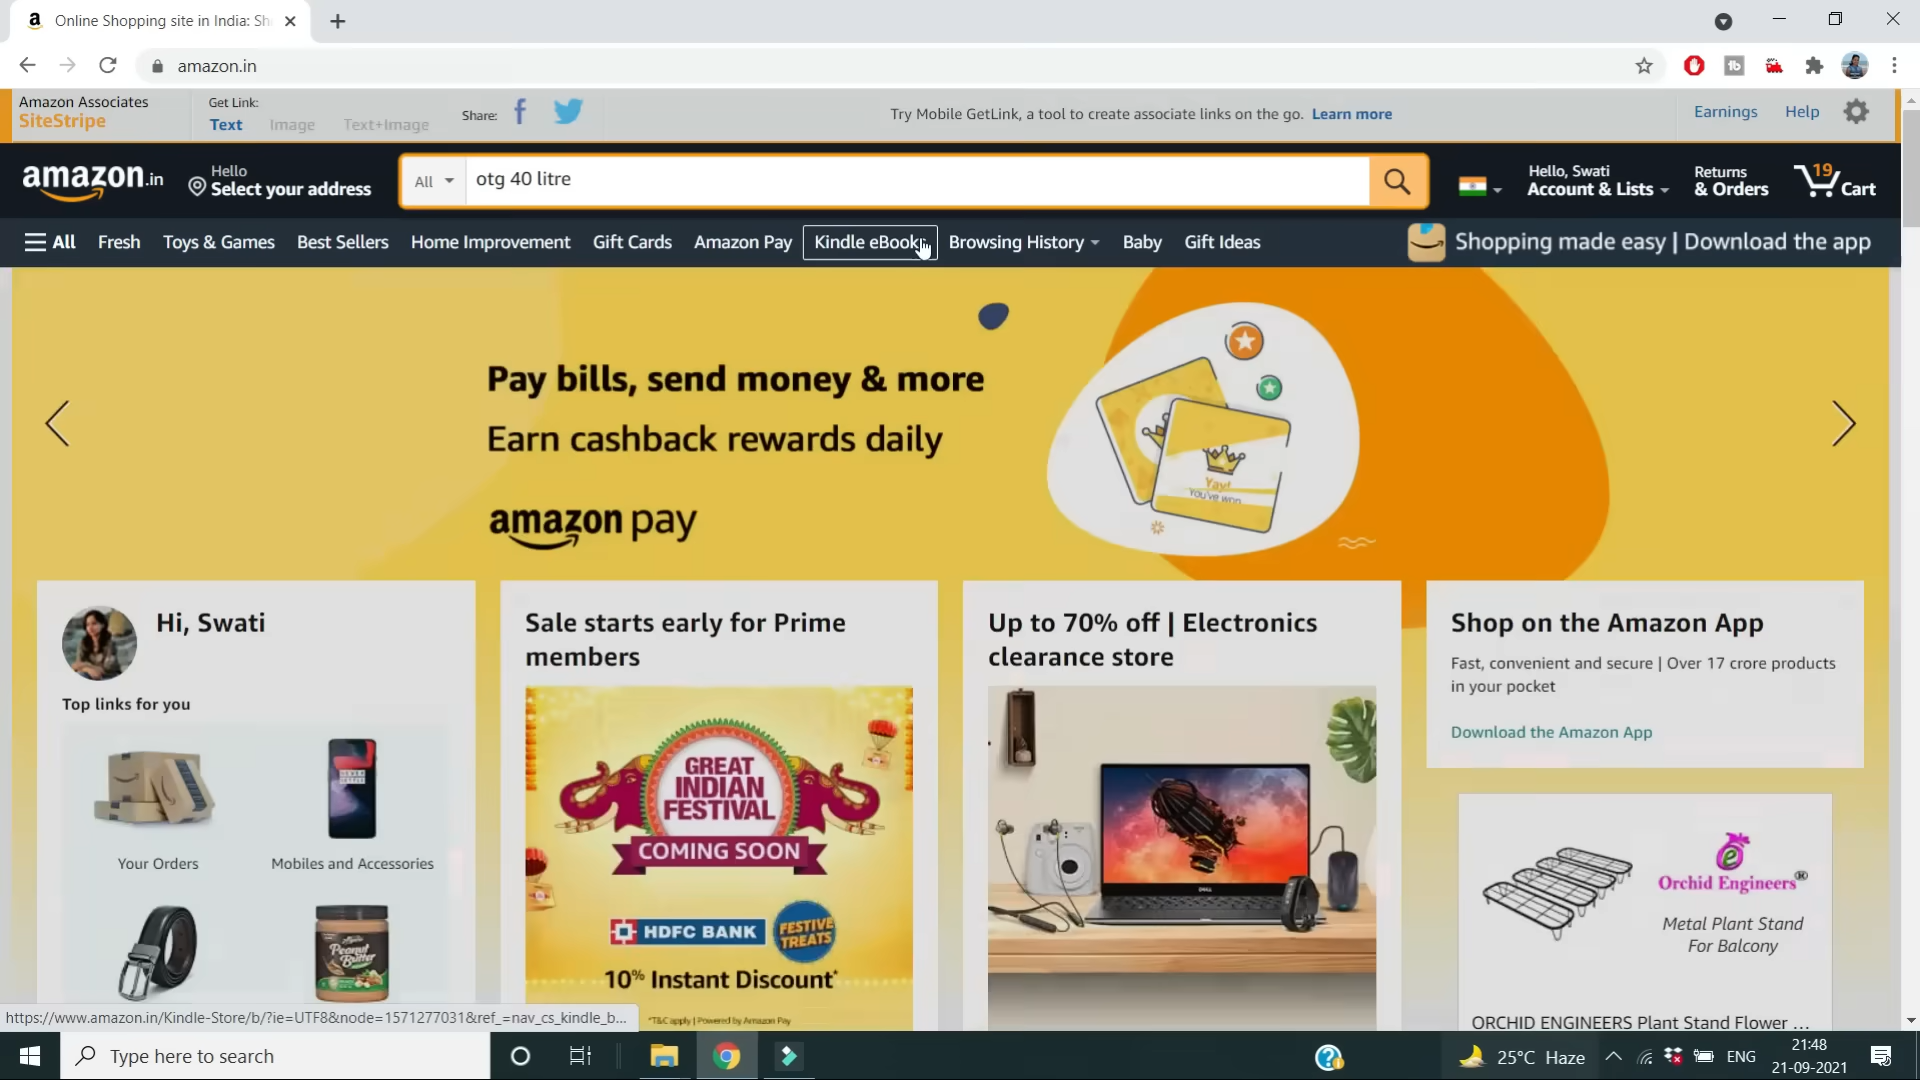 Online Shopping site in India: Sh
amazon.in
Amazon Associates
SiteStripe
Get Link:
Text
Image
Text+Image
Share:
Try Mobile GetLink, a tool to create associate links on the go. Learn more
Earnings
Help
amazon.in
Hello
Select your address
All
otg 40 litre
Hello, Swati
Account & Lists
Returns
& Orders
19
Cart
All
Fresh
Toys & Games
Best Sellers
Home Improvement
Gift Cards
Amazon Pay
Kindle eBook
Browsing History
Baby
Gift Ideas
Shopping made easy | Download the app
Pay bills, send money & more
Earn cashback rewards daily
amazon pay
Yay!
You've won
Hi, Swati
Top links for you
Your Orders
Mobiles and Accessories
Peanut
Butter
Sale starts early for Prime
members
GREAT
INDIAN
FESTIVAL
COMING SOON
HDFC BANK
FESTIVE
TREATS
10% Instant Discount*
*T&C apply | Powered by Amazon Pay
Up to 70% off | Electronics
clearance store
DELL
Shop on the Amazon App
Fast, convenient and secure | Over 17 crore products
in your pocket
Download the Amazon App
Orchid Engineers®
Metal Plant Stand
For Balcony
ORCHID ENGINEERS Plant Stand Flower ...
https://www.amazon.in/Kindle-Store/b/?ie=UTF8&node=1571277031&ref_=nav_cs_kindle_b...
Type here to search
25°C Haze
ENG
21:48
21-09-2021